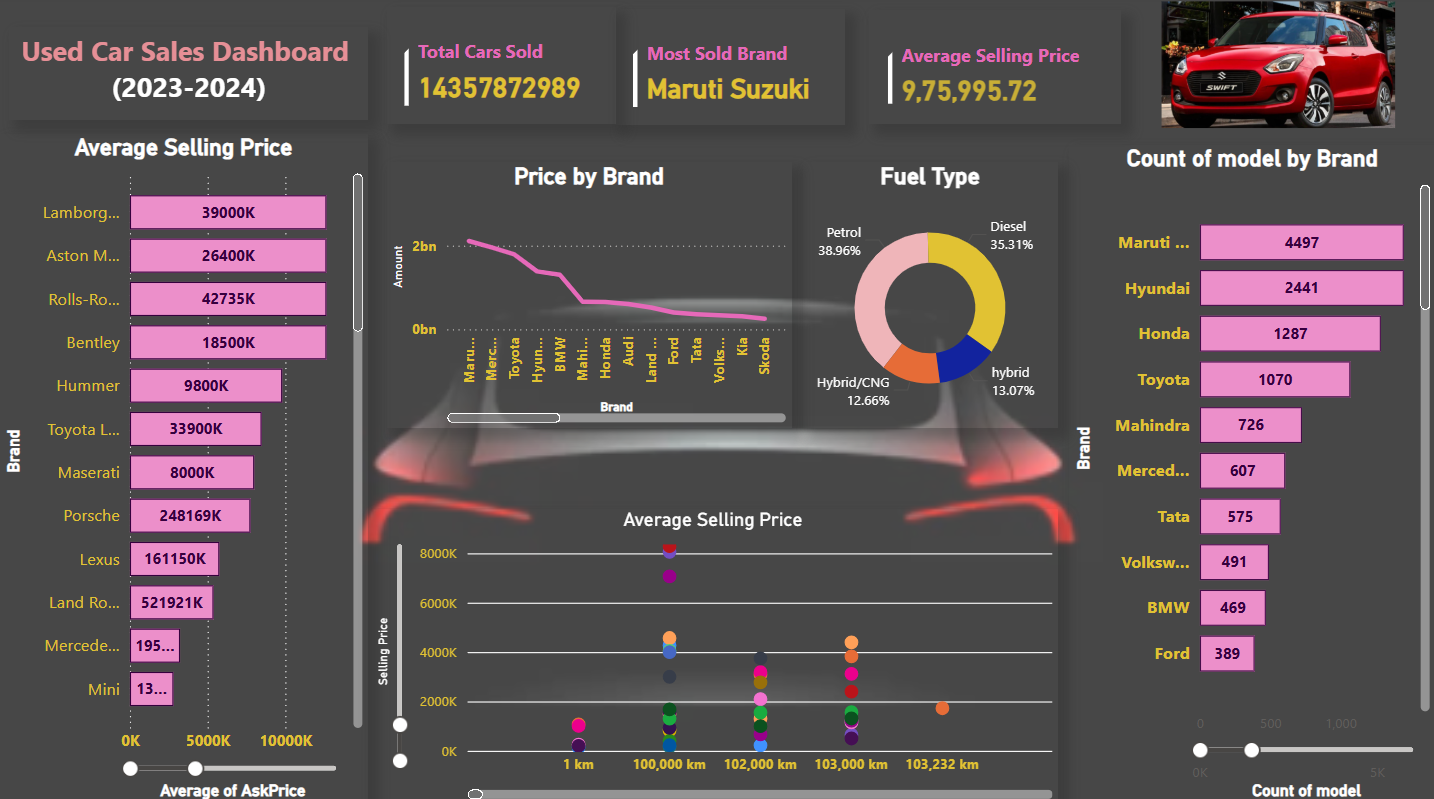 Used Car Sales Dashboard
(2023-2024)
Total Cars Sold
14357872989
Most Sold Brand
Maruti Suzuki
Average Selling Price
9,75,995.72
SWIFT
Average Selling Price
Brand
Lamborg...
39000K
Aston M...
26400K
Rolls-Ro...
42735K
Bentley
18500K
Hummer
9800K
Toyota L...
33900K
Maserati
8000K
Porsche
248169K
Lexus
161150K
Land Ro...
521921K
Mercede...
195...
Mini
13...
0K
5000K
10000K
Average of AskPrice
Price by Brand
Amount
2bn
0bn
Maru...
Merc...
Toyota
Hyun...
BMW
Mahi...
Honda
Audi
Land ...
Ford
Tata
Volks...
Kia
Skoda
Brand
Fuel Type
Petrol
38.96%
Diesel
35.31%
Hybrid/CNG
12.66%
hybrid
13.07%
Average Selling Price
Selling Price
8000K
6000K
4000K
2000K
0K
1 km
100,000 km
102,000 km
103,000 km
103,232 km
Count of model by Brand
Brand
Maruti ...
4497
Hyundai
2441
Honda
1287
Toyota
1070
Mahindra
726
Merced...
607
Tata
575
Volksw...
491
BMW
469
Ford
389
0
500
1,000
0K
5K
Count of model